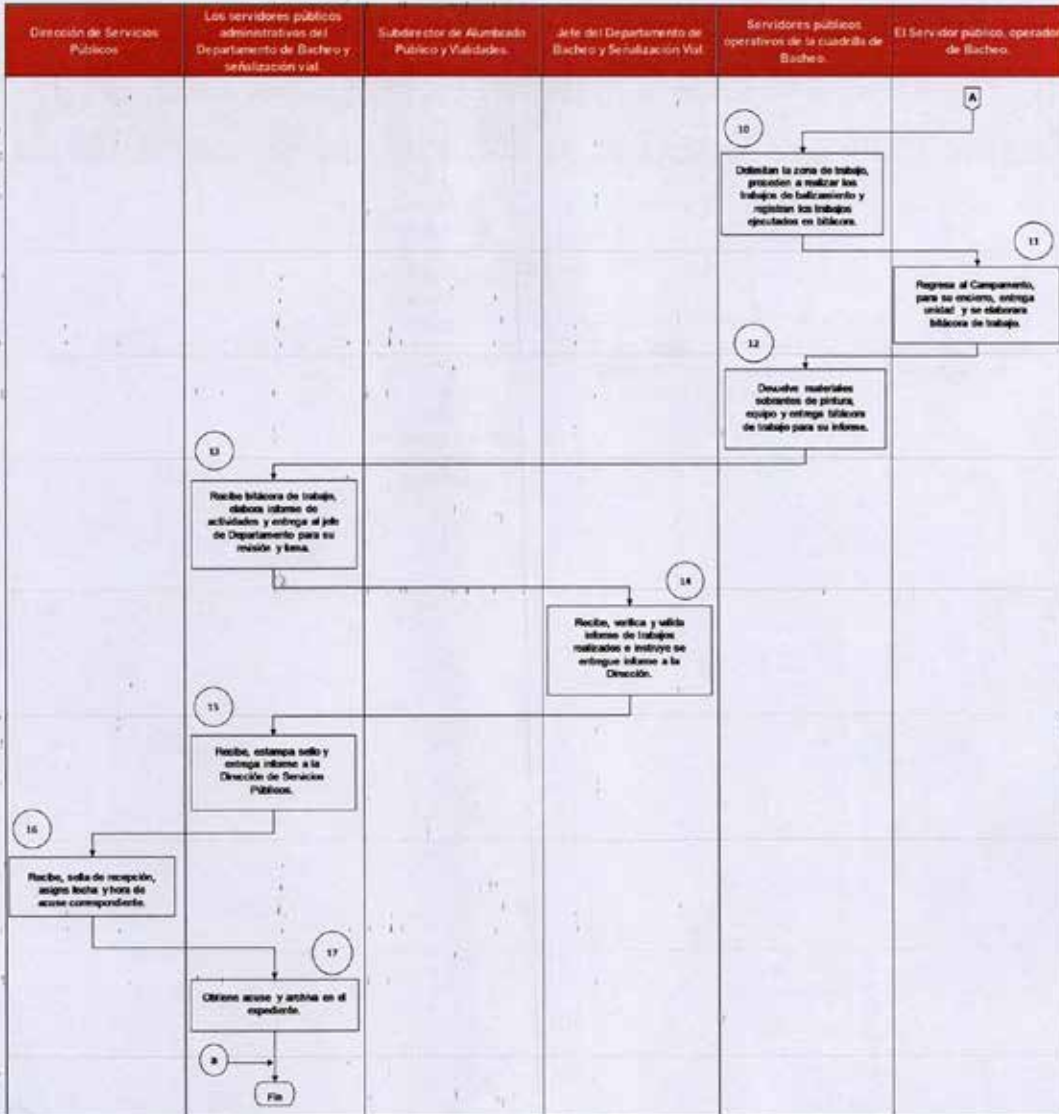 Dirección de Servicios
Públicos
Los servidores públicos
administrativos del
Departamento de Bacheo y
señalización vial
Subdirector de Alumbrado
Público y Vialidades.
Jefe del Departamento de
Bacheo y Señalización Vial
Servidores públicos
operativos de la cuadrilla de
Bacheo.
El Servidor público, operador
de Bacheo.
A
10
Delimitan la zona de trabajo,
proceden a realizar los
trabajos de balizamiento y
registran los trabajos
ejecutados en bitácora.
11
Regresa al Campamento,
para su encierro, entrega
unidad y se elaborara
bitácora de trabajo.
12
Devuelve materiales
sobrantes de pintura,
equipo y entrega bitácora
de trabajo para su informe.
13
Recibe bitácora de trabajo,
elabora informe de
actividades y entrega al jefe
de Departamento para su
revisión y firma.
14
Recibe, verifica y valida
informe de trabajos
realizados e instruye se
entregue informe a la
Dirección.
15
Recibe, estampa sello y
entrega informe a la
Dirección de Servicios
Públicos.
16
Recibe, sella de recepción,
asigna fecha y hora de
acuse correspondiente.
17
Obtiene acuse y archiva en el
expediente.
a
Fin